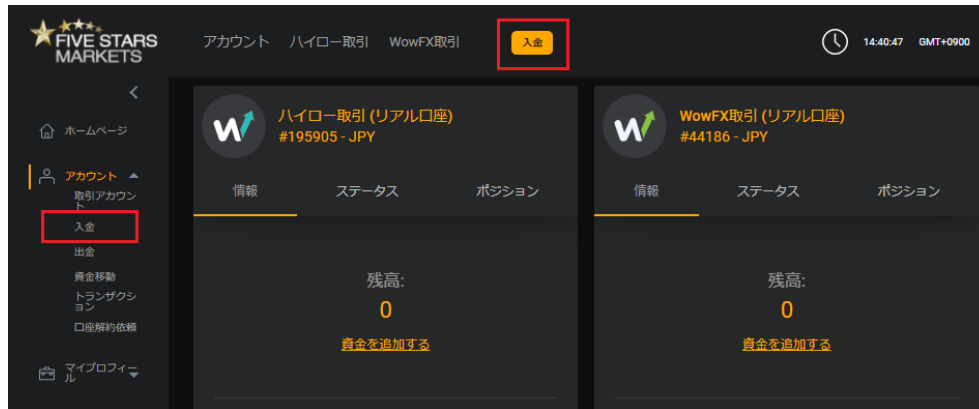 FIVE STARS
MARKETS
アカウント ハイロー取引 WowFX取引 入金 14:40:47 GMT+0900
ホームページ
アカウント
取引アカウン
ト
入金
出金
資金移動
トランザクシ
ョン
口座解約依頼
マイプロフィー
ル
ハイロー取引 (リアル口座)
#195905 - JPY
情報 ステータス ポジション
残高:
0
資金を追加する
WowFX取引 (リアル口座)
#44186 - JPY
情報 ステータス ポジション
残高:
0
資金を追加する